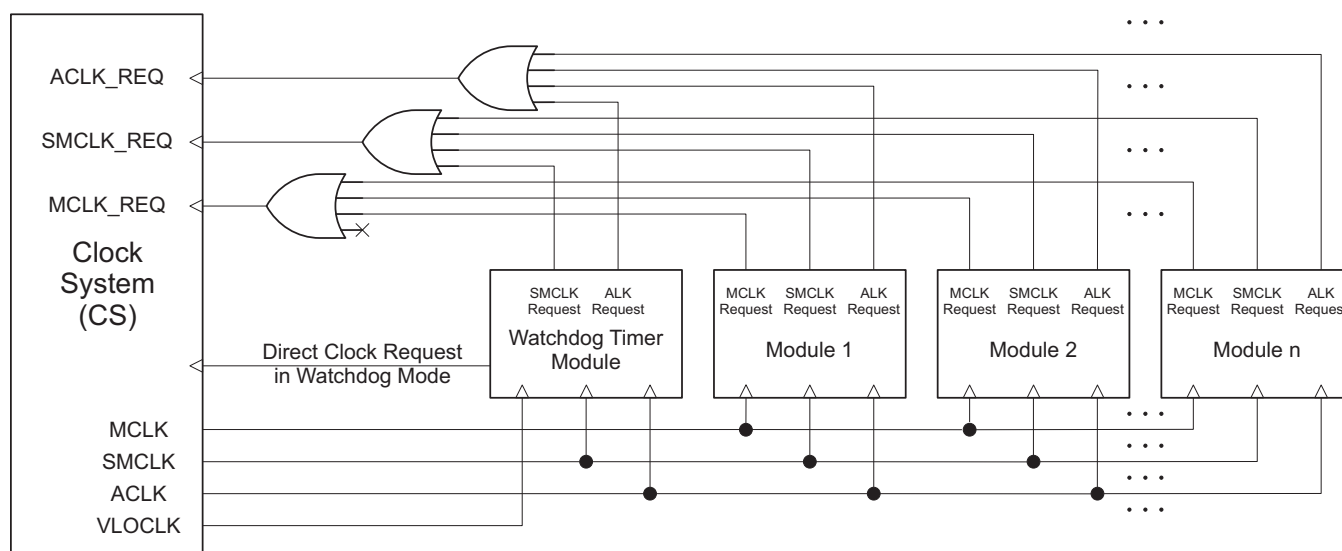 ACLK_REQ
SMCLK_REQ
MCLK_REQ
Clock
System
(CS)
SMCLK
Request
ALK
Request
Watchdog Timer
Module
MCLK
Request
SMCLK
Request
ALK
Request
Module 1
MCLK
Request
SMCLK
Request
ALK
Request
Module 2
MCLK
Request
SMCLK
Request
ALK
Request
Module n
Direct Clock Request
in Watchdog Mode
MCLK
SMCLK
ACLK
VLOCLK